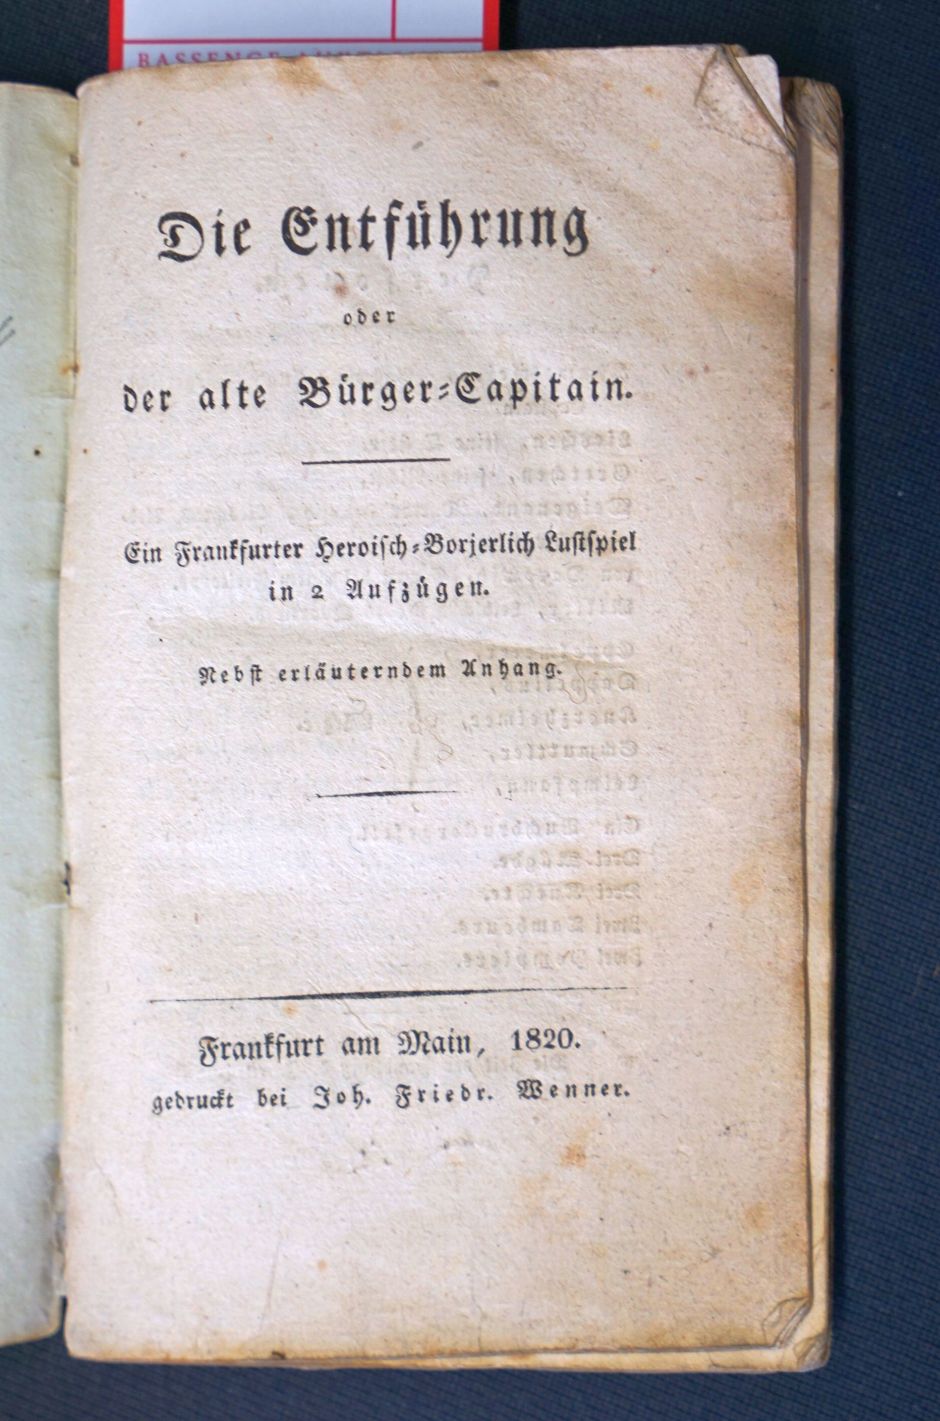 BASSENGE
Die Entführung
oder
der alte Bürger-Capitain.
Ein Frankfurter Heroisch-Borjerlich Lustspiel
in 2 Aufzügen.
Nebst erläuterndem Anhang.
Frankfurt am Main, 1820.
gedruckt bei Joh. Friedr. Wenner.